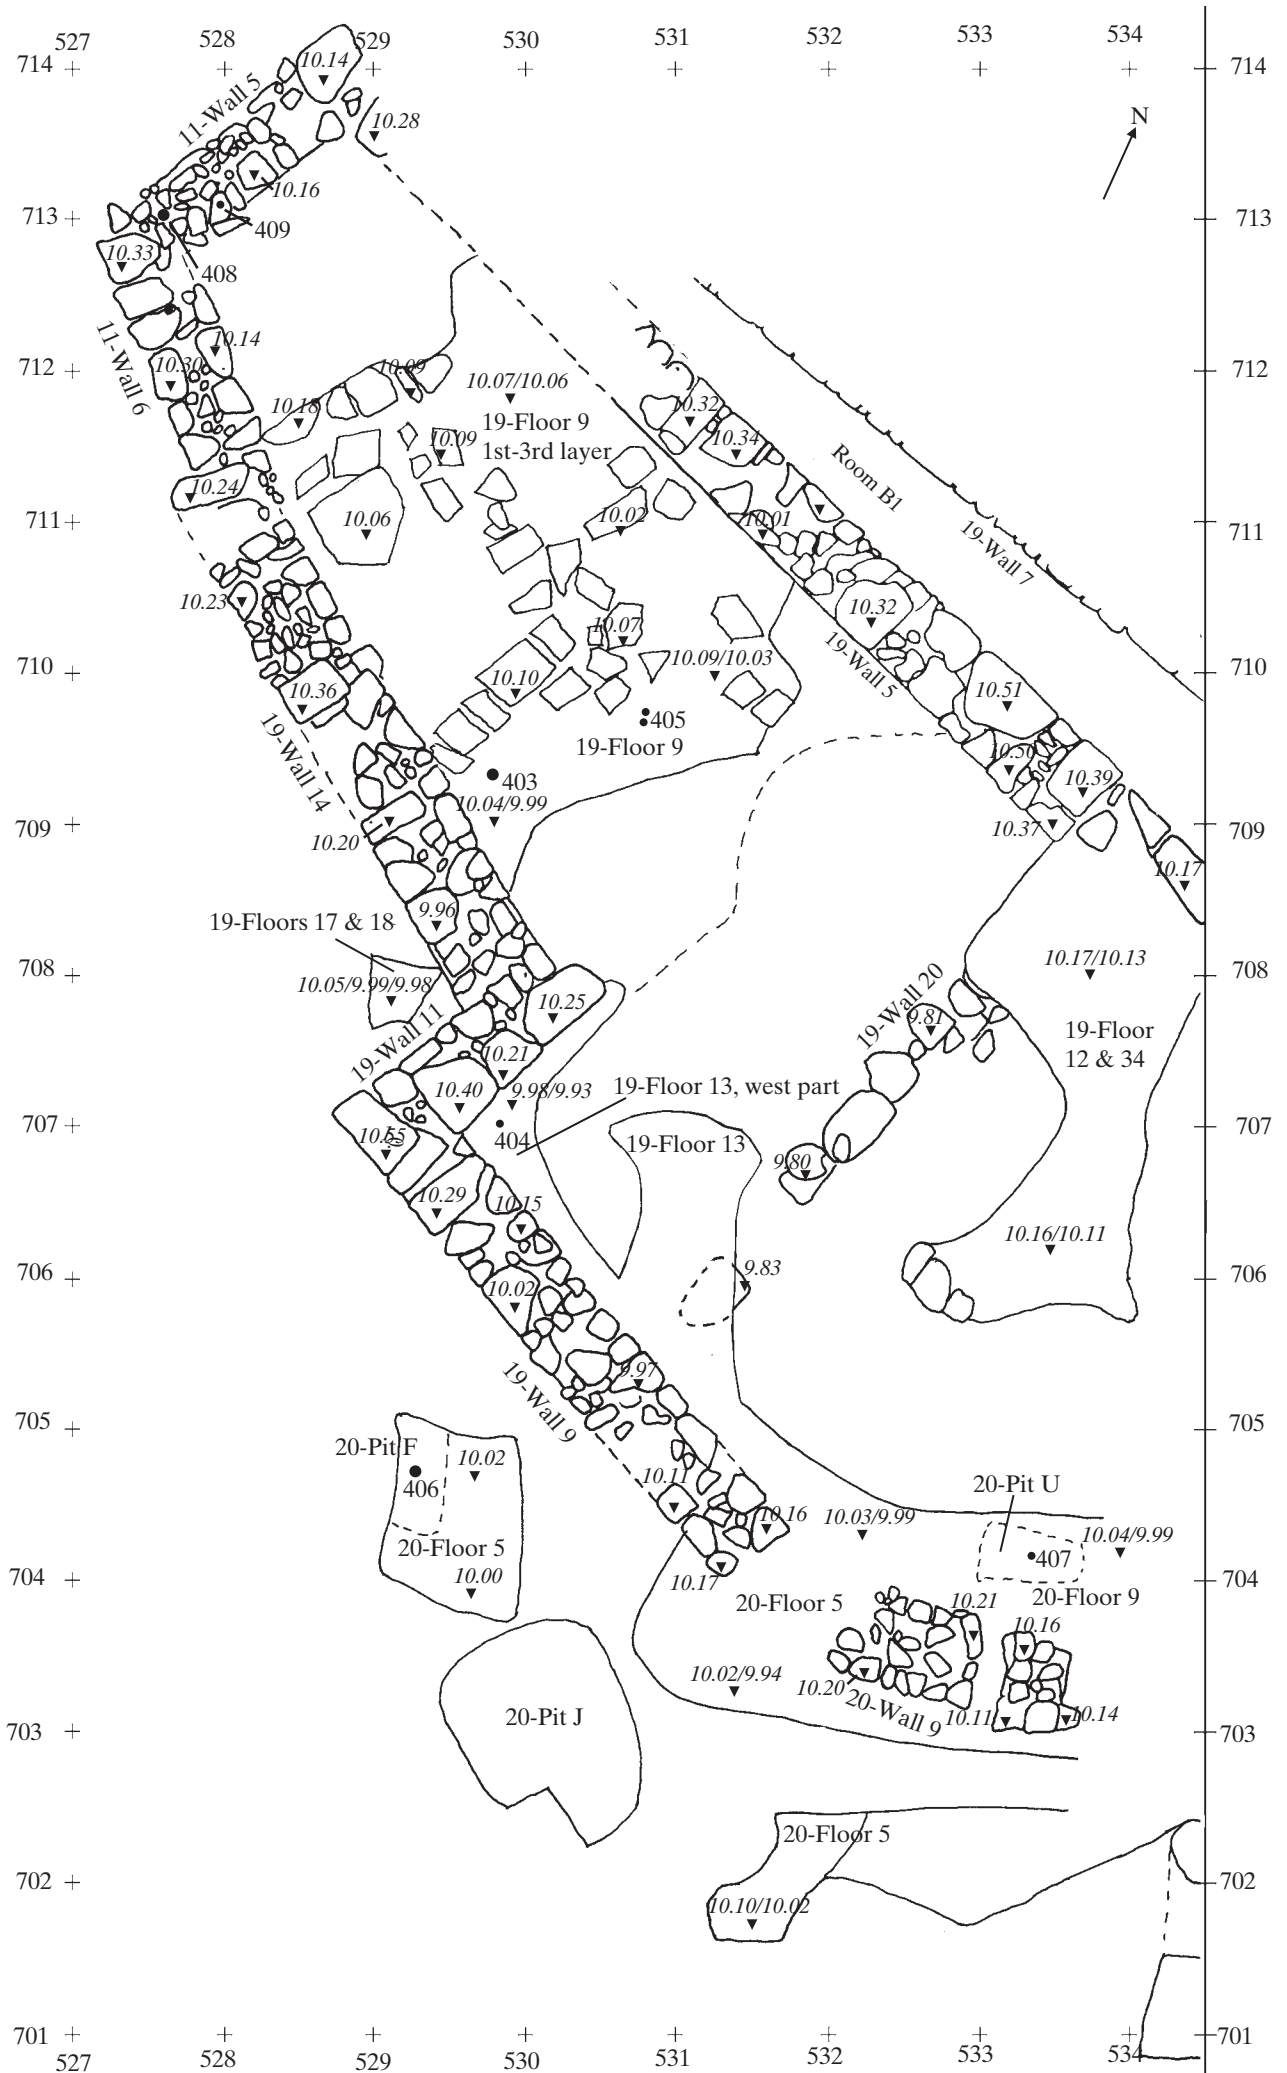 527 528 529 530 531 532 533 534
714 714
10.14
11-Wall 5
10.28
N
10.16
713 713
409
10.33
408
11-Wall 6
10.14
10.30
712 712
10.09
10.07/10.06
10.18
10.32
19-Floor 9
1st-3rd layer
10.09
10.34
Room B1
10.24
711 711
10.06
10.02
10.01
19-Wall 7
10.23
10.32
10.07
19-Wall 5
710 710
10.09/10.03
10.10
10.36
10.51
405
19-Floor 9
19-Wall 14
10.50
10.39
403
10.04/9.99
709 709
10.20
10.37
10.17
9.96
19-Floors 17 & 18
708 708
10.17/10.13
10.05/9.99/9.98
10.25
19-Wall 20
9.81
19-Floor
12 & 34
19-Wall 11
10.21
10.40
9.98/9.93
19-Floor 13, west part
707 707
10.55
404
19-Floor 13
9.80
10.29
10.15
10.16/10.11
706 706
9.83
10.02
9.97
19-Wall 9
705 705
20-Pit F
10.02
406
10.11
20-Pit U
10.16
10.03/9.99
10.04/9.99
20-Floor 5
407
704 704
10.00
10.17
20-Floor 5
20-Floor 9
10.21
10.16
10.02/9.94
10.20
20-Wall 9
10.11
10.14
20-Pit J
703 703
20-Floor 5
702 702
10.10/10.02
701 701
527 528 529 530 531 532 533 534